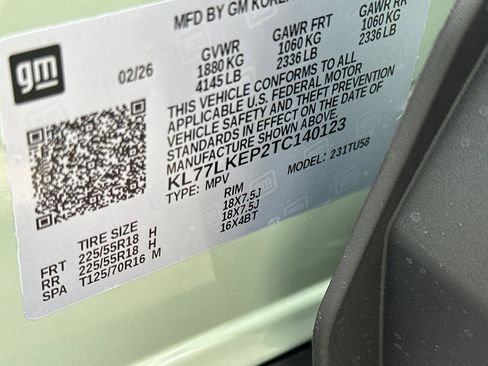 MFD BY GM KOREA
gm
02/26
GVWR GAWR FRT GAWR RR
1880 KG 1060 KG 1060 KG
4145 LB 2336 LB 2336 LB
THIS VEHICLE CONFORMS TO ALL
APPLICABLE U.S. FEDERAL MOTOR
VEHICLE SAFETY AND THEFT PREVENTION
STANDARDS IN EFFECT ON THE DATE OF
MANUFACTURE SHOWN ABOVE.
KL77LKEP2TC140123
TYPE: MPV MODEL: 231TU58
TIRE SIZE RIM
FRT 225/55R18 H 18X7.5J
RR 225/55R18 H 18X7.5J
SPA T125/70R16 M 16X4BT